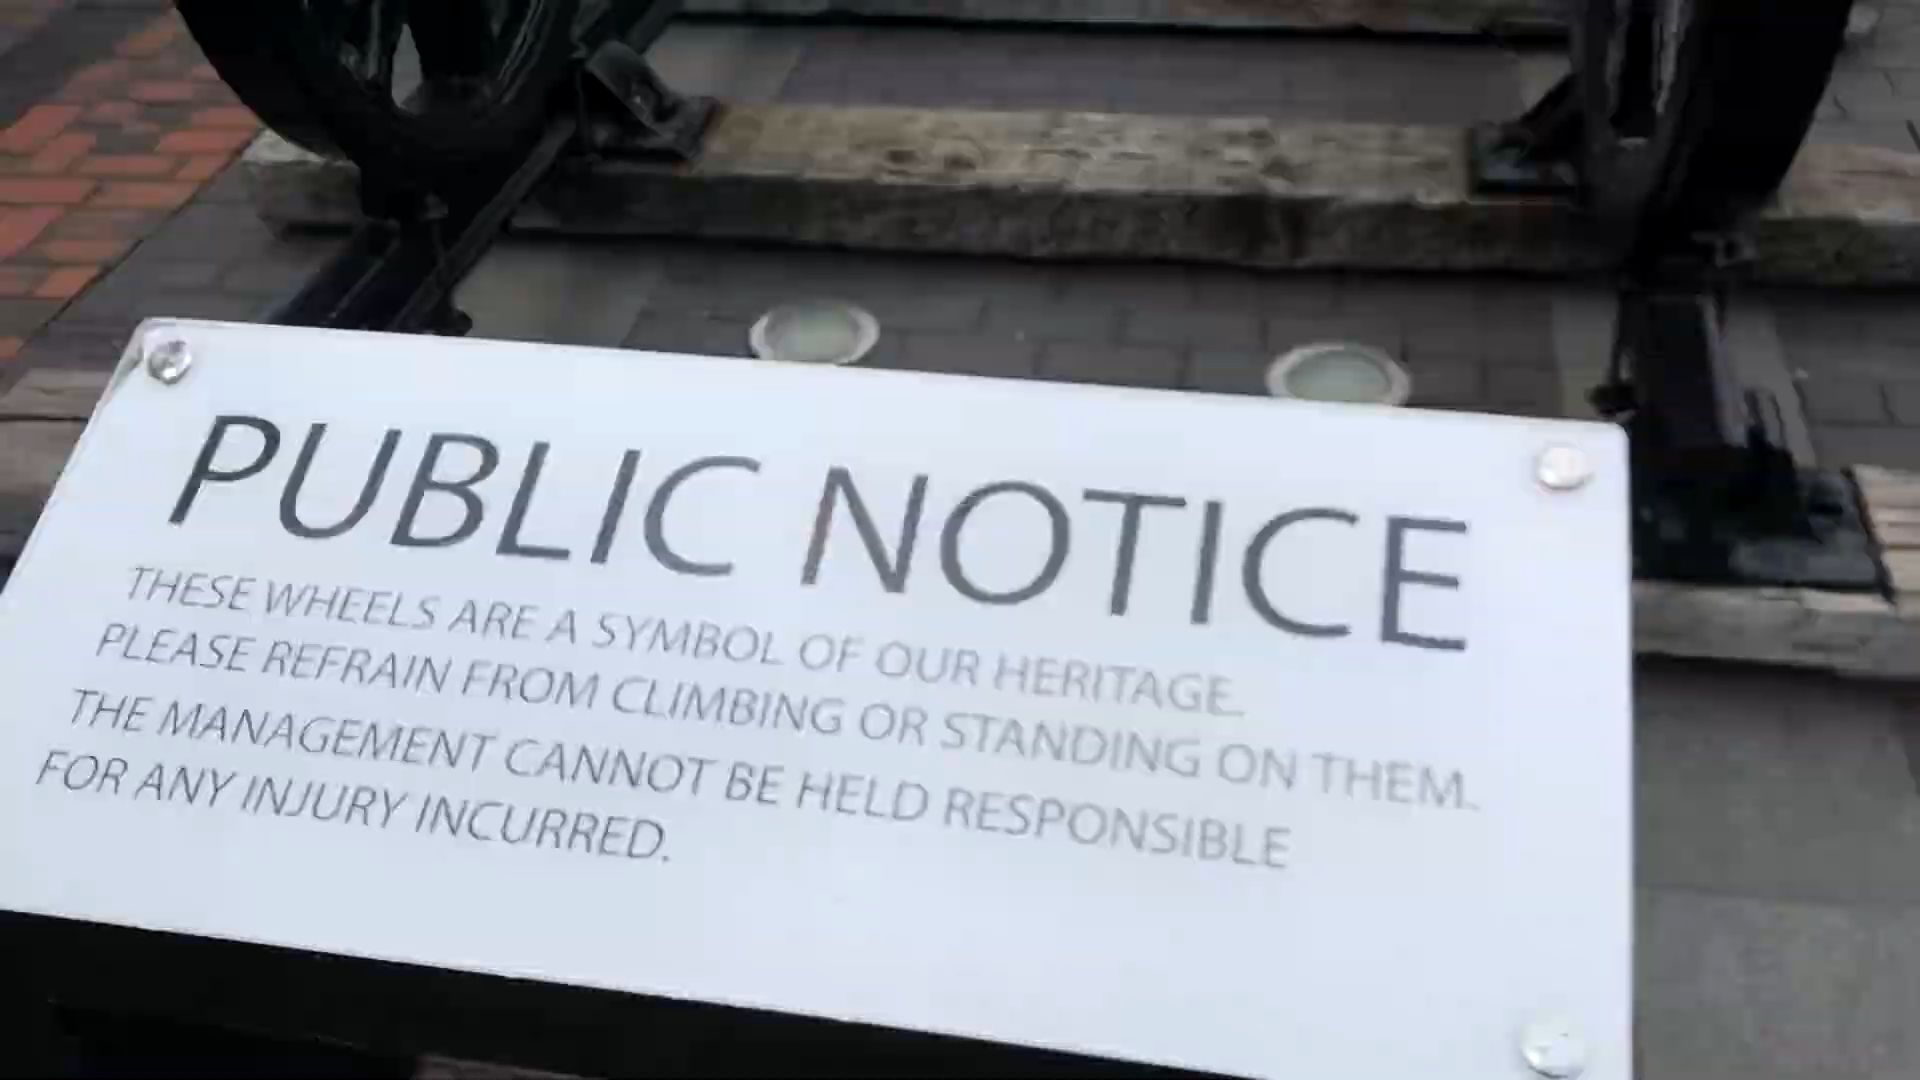 PUBLIC NOTICE
THESE WHEELS ARE A SYMBOL OF OUR HERITAGE.
PLEASE REFRAIN FROM CLIMBING OR STANDING ON THEM.
THE MANAGEMENT CANNOT BE HELD RESPONSIBLE
FOR ANY INJURY INCURRED.